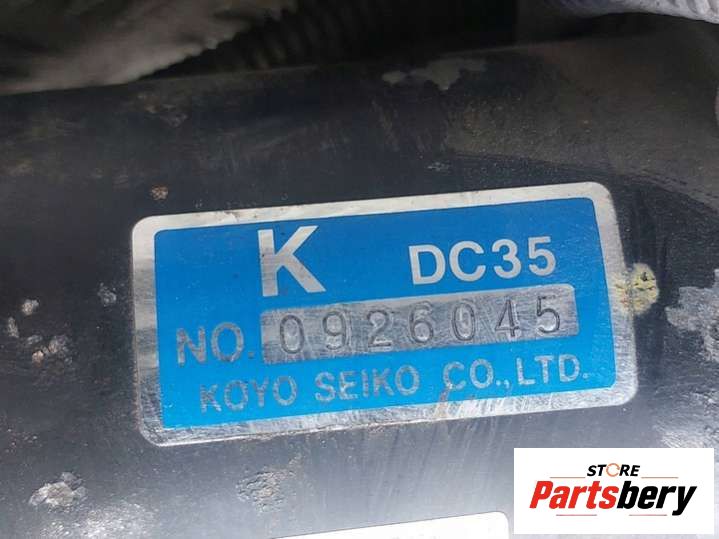 K DC35
NO. 0926045
KOYO SEIKO CO., LTD.
STORE
Partsbery